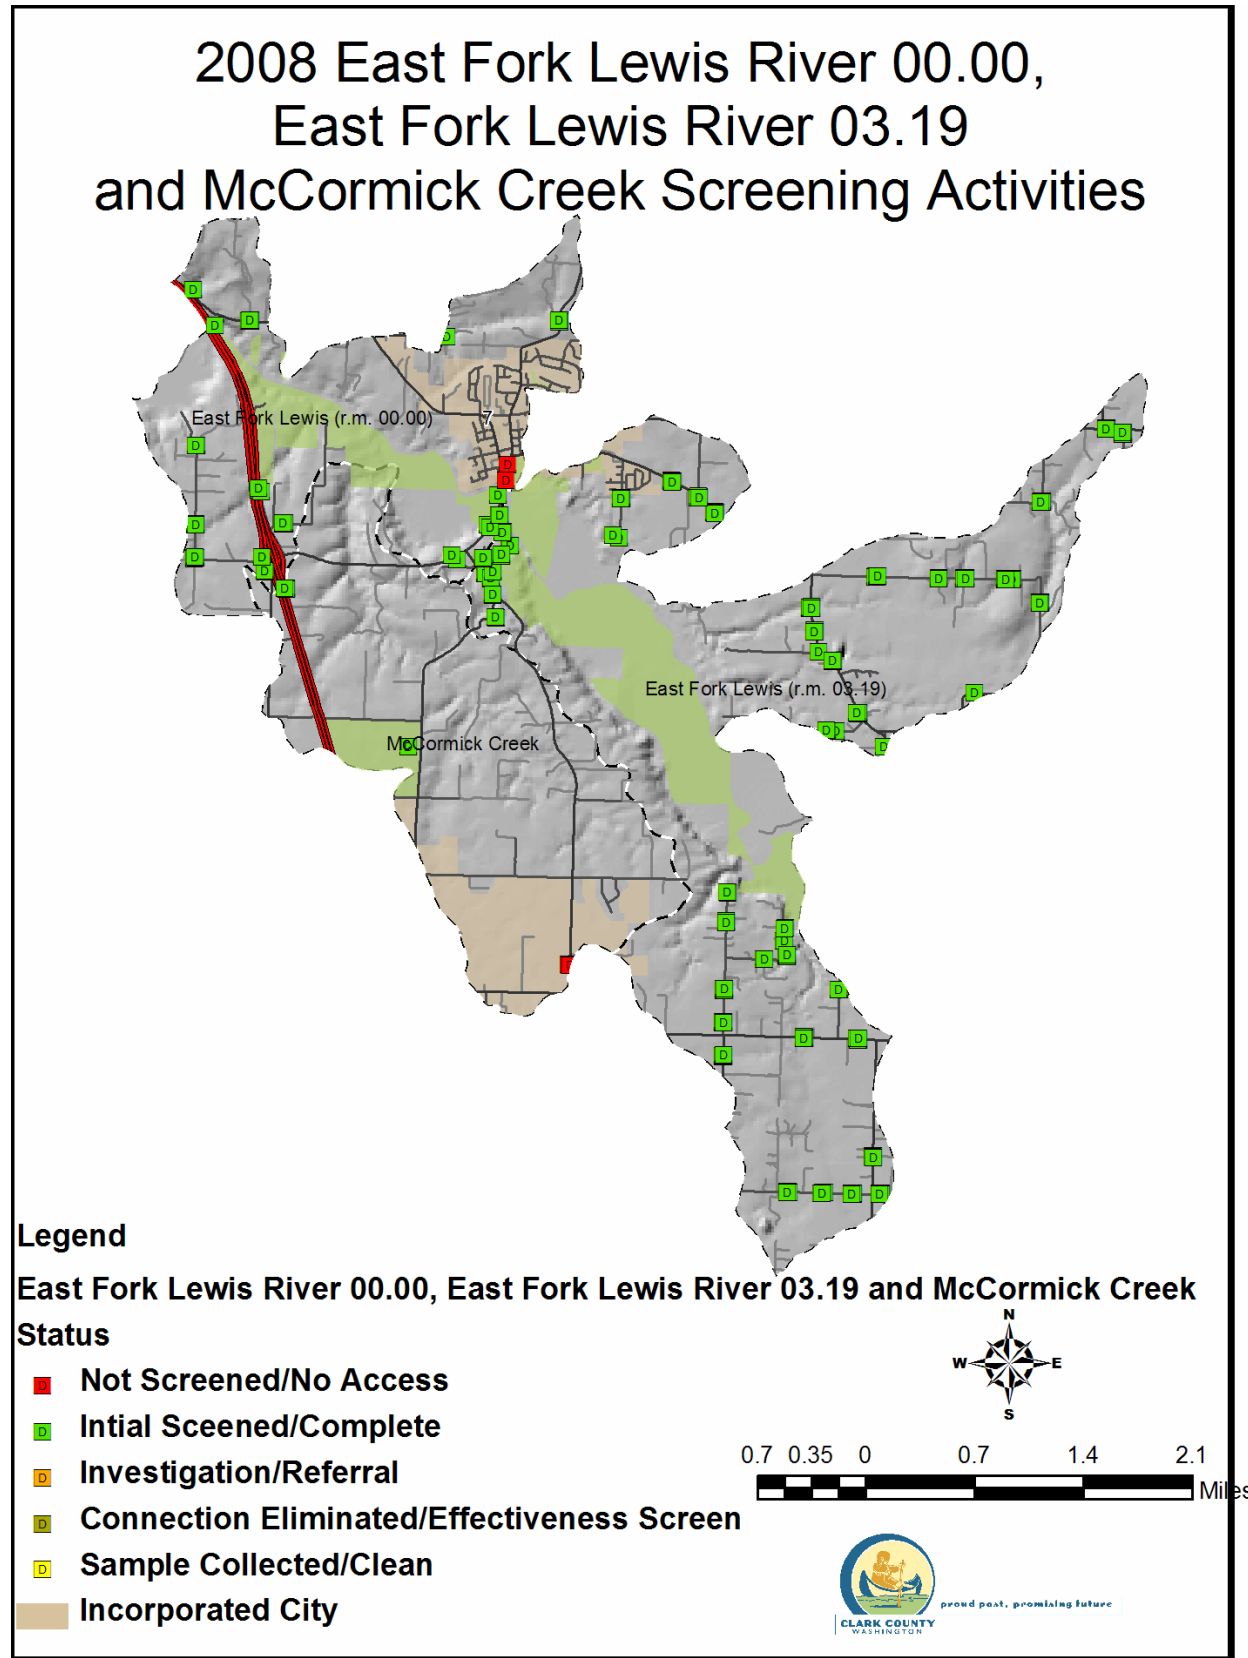 2008 East Fork Lewis River 00.00,
East Fork Lewis River 03.19
and McCormick Creek Screening Activities
East Fork Lewis (r.m. 00.00)
7
East Fork Lewis (r.m. 03.19)
McCormick Creek
Legend
East Fork Lewis River 00.00, East Fork Lewis River 03.19 and McCormick Creek
Status
D Not Screened/No Access
D Intial Sceened/Complete
D Investigation/Referral
D Connection Eliminated/Effectiveness Screen
D Sample Collected/Clean
Incorporated City
N
W E
S
0.7 0.35 0 0.7 1.4 2.1
Miles
CLARK COUNTY
WASHINGTON
proud past, promising future